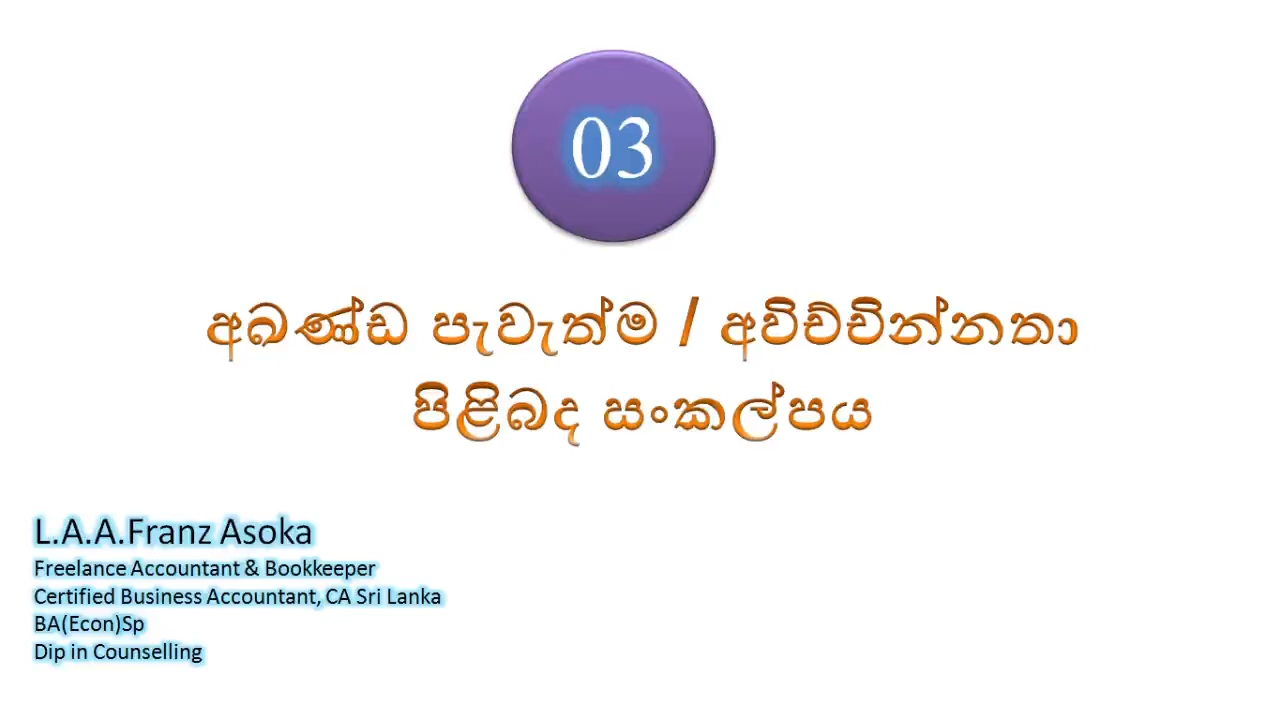 03
අඛණ්ඩ පැවැත්ම / අවිච්චින්නතා
පිළිබද සංකල්පය
L.A.A.Franz Asoka
Freelance Accountant & Bookkeeper
Certified Business Accountant, CA Sri Lanka
BA(Econ)Sp
Dip in Counselling